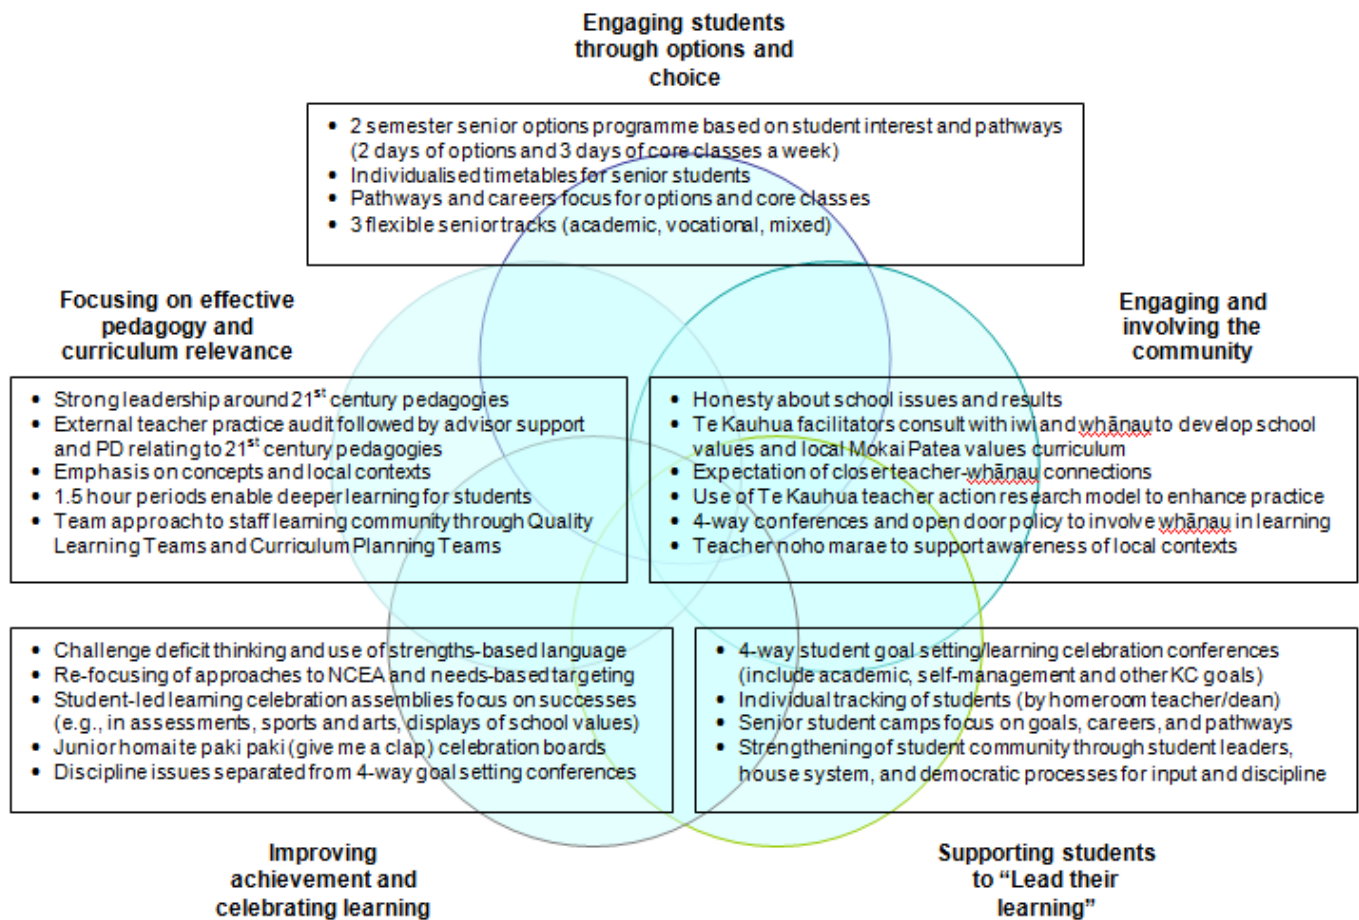 Engaging students
through options and
choice
• 2 semester senior options programme based on student interest and pathways
(2 days of options and 3 days of core classes a week)
• Individualised timetables for senior students
• Pathways and careers focus for options and core classes
• 3 flexible senior tracks (academic, vocational, mixed)
Focusing on effective
pedagogy and
curriculum relevance
• Strong leadership around 21st century pedagogies
• External teacher practice audit followed by advisor support
and PD relating to 21st century pedagogies
• Emphasis on concepts and local contexts
• 1.5 hour periods enable deeper learning for students
• Team approach to staff learning community through Quality
Learning Teams and Curriculum Planning Teams
Engaging and
involving the
community
• Honesty about school issues and results
• Te Kauhua facilitators consult with iwi and whānau to develop school
values and local Mokai Patea values curriculum
• Expectation of closer teacher-whānau connections
• Use of Te Kauhua teacher action research model to enhance practice
• 4-way conferences and open door policy to involve whānau in learning
• Teacher noho marae to support awareness of local contexts
• Challenge deficit thinking and use of strengths-based language
• Re-focusing of approaches to NCEA and needs-based targeting
• Student-led learning celebration assemblies focus on successes
(e.g., in assessments, sports and arts, displays of school values)
• Junior homai te paki paki (give me a clap) celebration boards
• Discipline issues separated from 4-way goal setting conferences
Improving
achievement and
celebrating learning
• 4-way student goal setting/learning celebration conferences
(include academic, self-management and other KC goals)
• Individual tracking of students (by homeroom teacher/dean)
• Senior student camps focus on goals, careers, and pathways
• Strengthening of student community through student leaders,
house system, and democratic processes for input and discipline
Supporting students
to “Lead their
learning”